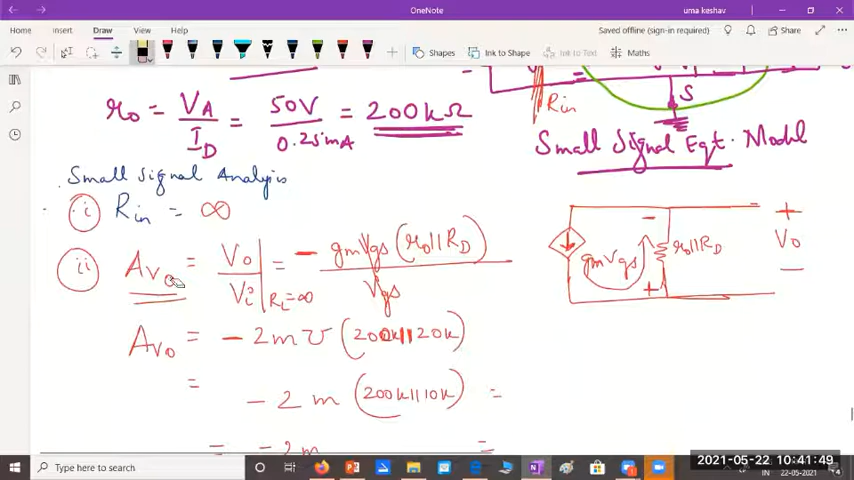 OneNote
uma keshav
Home Insert Draw View Help
Saved offline (sign-in required)
Share
Shapes Ink to Shape Ink to Text Maths
ro = VA/ID = 50V/0.25mA = 200kΩ
S
Rin
Small Signal Eqt. Model
Small Signal Analysis
i Rin = ∞
ii Avo = Vo/Vi | RL=∞ = - gmVgs (ro||RD) / Vgs
gmVgs
ro||RD
+
Vo
-
Avo = - 2m℧ (200k||20k)
= - 2m (200k||10k) =
= - 2m =
Type here to search
2021-05-22 10:41:49
IN 22-05-2021